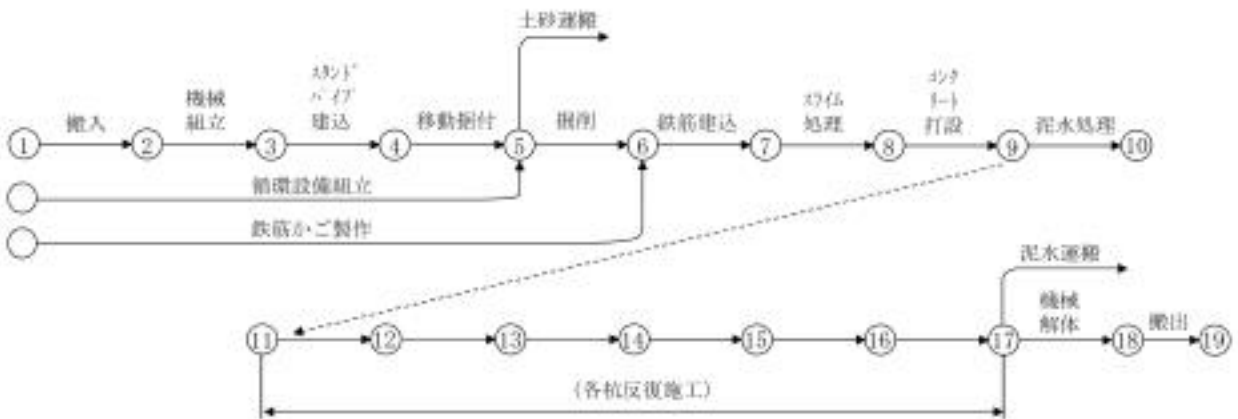 土砂運搬
搬入
機械
組立
スタンド
パイプ
建込
移動据付
掘削
鉄筋建込
スライム
処理
コンク
リート
打設
泥水処理
① ② ③ ④ ⑤ ⑥ ⑦ ⑧ ⑨ ⑩
循環設備組立
鉄筋かご製作
泥水運搬
機械
解体
搬出
⑪ ⑫ ⑬ ⑭ ⑮ ⑯ ⑰ ⑱ ⑲
(各杭反復施工)